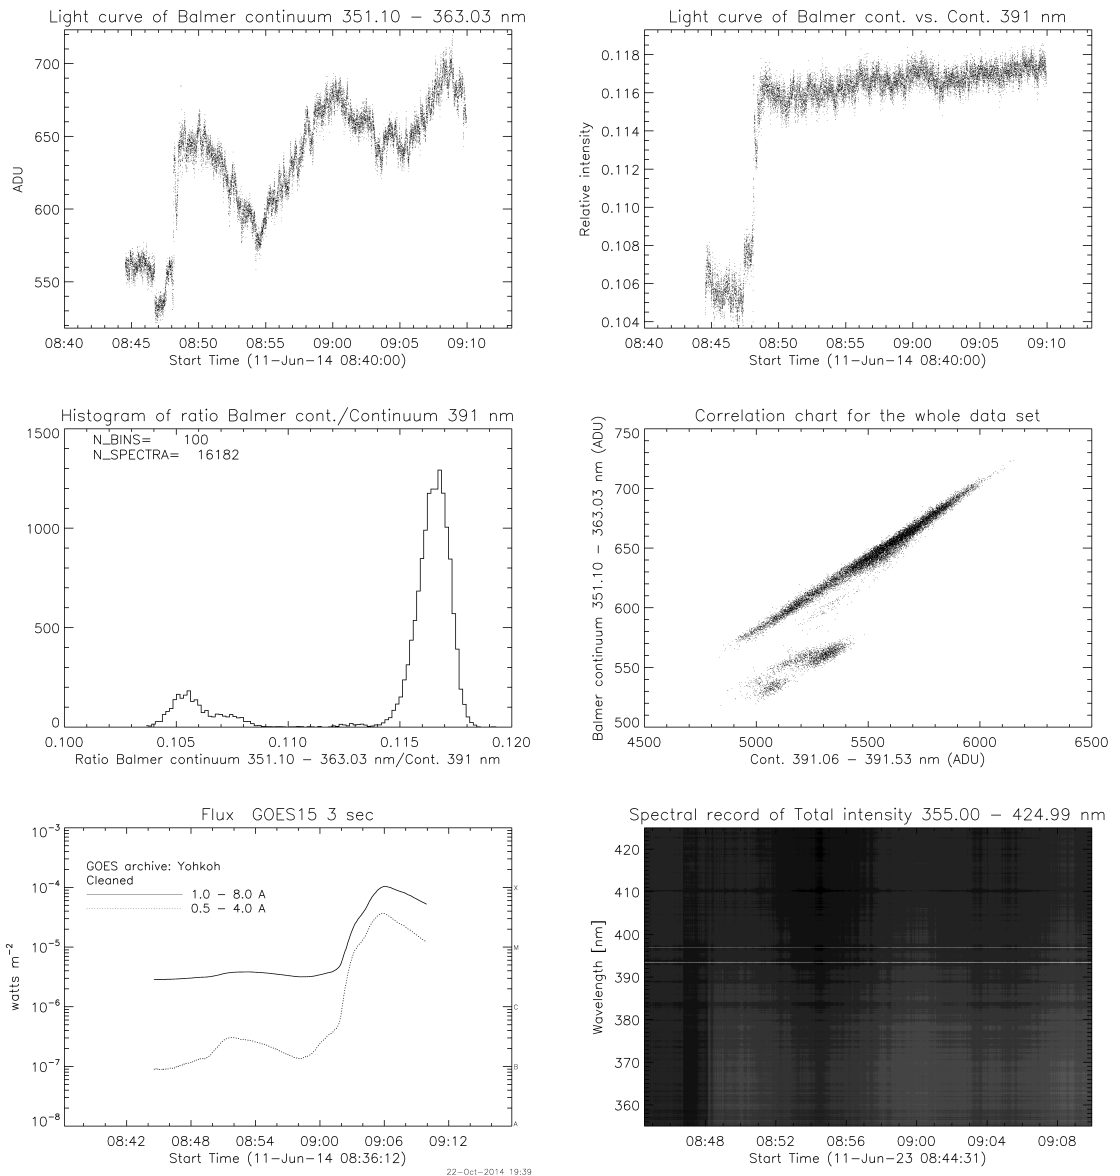 Light curve of Balmer continuum 351.10 − 363.03 nm
700
650
600
550
ADU
08:40 08:45 08:50 08:55 09:00 09:05 09:10
Start Time (11−Jun−14 08:40:00)
Light curve of Balmer cont. vs. Cont. 391 nm
0.118
0.116
0.114
0.112
0.110
0.108
0.106
0.104
Relative intensity
08:40 08:45 08:50 08:55 09:00 09:05 09:10
Start Time (11−Jun−14 08:40:00)
Histogram of ratio Balmer cont./Continuum 391 nm
1500
1000
500
0
N_BINS= 100
N_SPECTRA= 16182
0.100 0.105 0.110 0.115 0.120
Ratio Balmer continuum 351.10 − 363.03 nm/Cont. 391 nm
Correlation chart for the whole data set
750
700
650
600
550
500
Balmer continuum 351.10 − 363.03 nm (ADU)
4500 5000 5500 6000 6500
Cont. 391.06 − 391.53 nm (ADU)
Flux GOES15 3 sec
10−3
10−4
10−5
10−6
10−7
10−8
watts m−2
GOES archive: Yohkoh
Cleaned
1.0 − 8.0 A
0.5 − 4.0 A
X
M
C
B
A
08:42 08:48 08:54 09:00 09:06 09:12
Start Time (11−Jun−14 08:36:12)
22−Oct−2014 19:39
Spectral record of Total intensity 355.00 − 424.99 nm
420
410
400
390
380
370
360
Wavelength [nm]
08:48 08:52 08:56 09:00 09:04 09:08
Start Time (11−Jun−23 08:44:31)